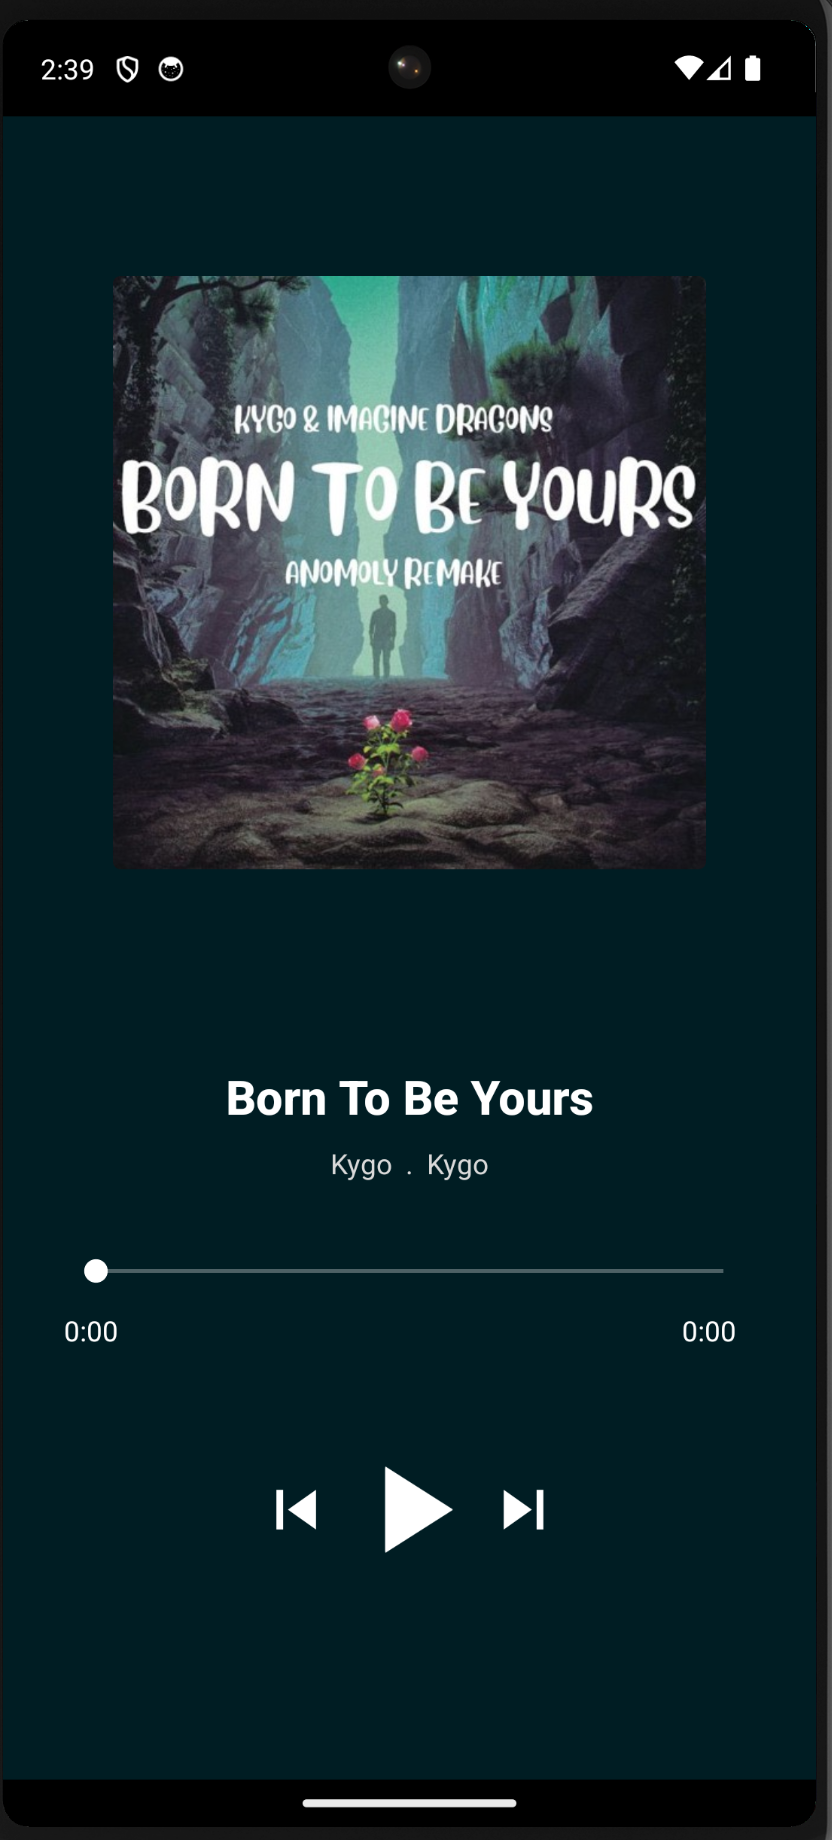 2:39
KYGO & IMAGINE DRAGONS
BORN TO BE YOURS
ANOMOLY REMAKE
Born To Be Yours
Kygo . Kygo
0:00 0:00